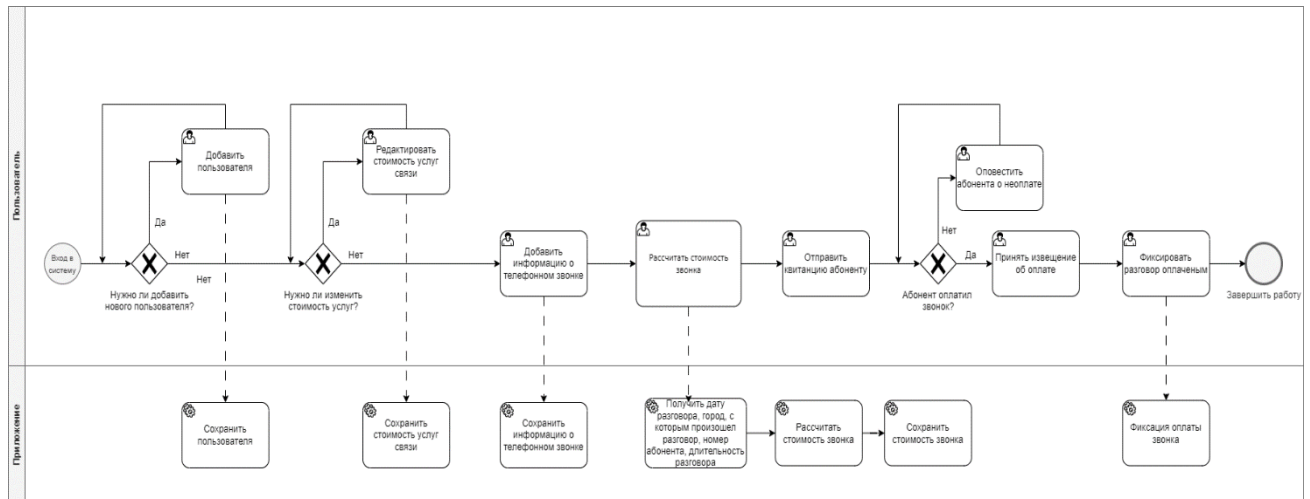 Пользователь
Вход в
систему
Нужно ли добавить
нового пользователя?
Да
Нет
Нет
Добавить
пользователя
Нужно ли изменить
стоимость услуг?
Да
Нет
Редактировать
стоимость услуг
связи
Добавить
информацию о
телефонном звонке
Рассчитать стоимость
звонка
Отправить
квитанцию абоненту
Абонент оплатил
звонок?
Нет
Да
Оповестить
абонента о неоплате
Принять извещение
об оплате
Фиксировать
разговор оплаченым
Завершить работу
Приложение
Сохранить
пользователя
Сохранить
стоимость услуг
связи
Сохранить
информацию о
телефонном звонке
Получить дату
разговора, город, с
которым произошел
разговор, номер
абонента, длительность
разговора
Рассчитать
стоимость звонка
Сохранить
стоимость звонка
Фиксация оплаты
звонка